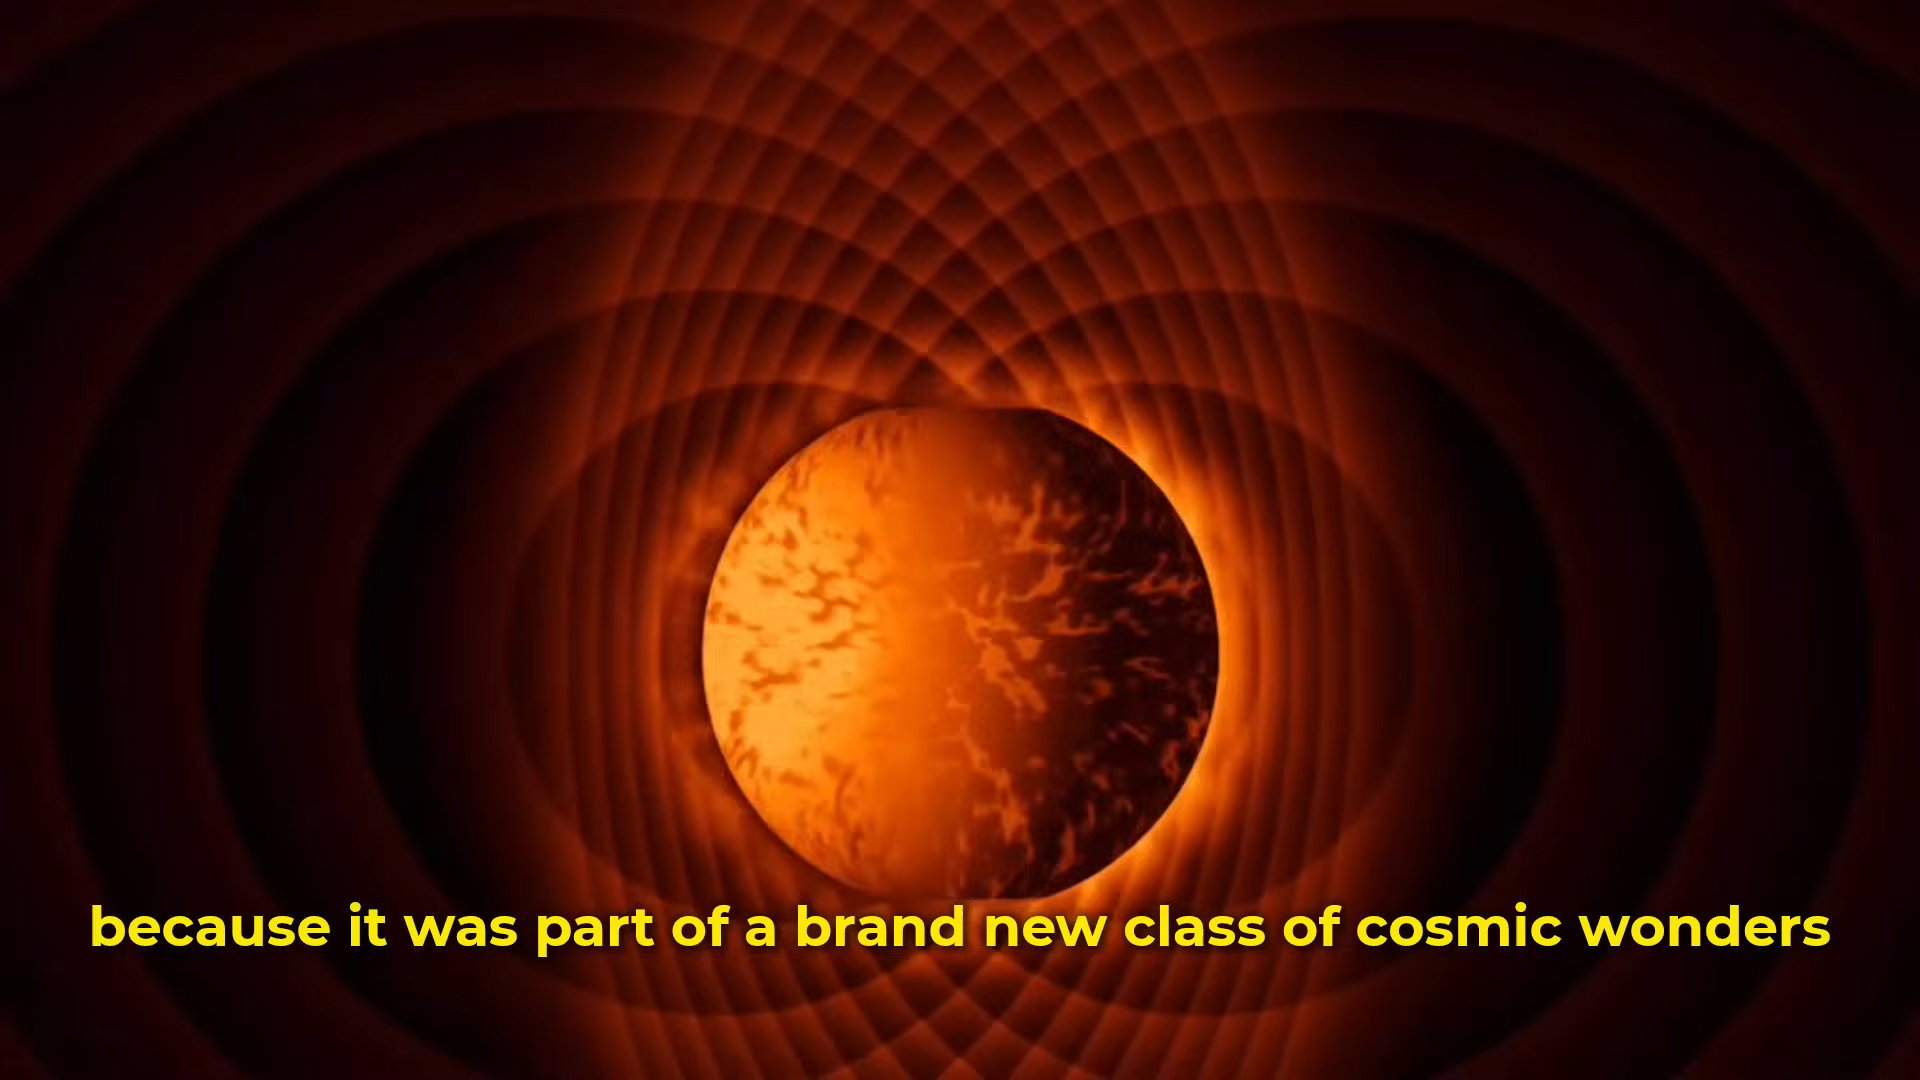 because it was part of a brand new class of cosmic wonders